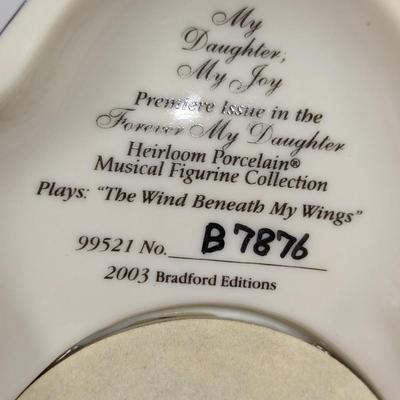 My
Daughter,
My Joy
Premiere issue in the
Forever My Daughter
Heirloom Porcelain®
Musical Figurine Collection
Plays: "The Wind Beneath My Wings"
99521 No. B7876
2003 Bradford Editions